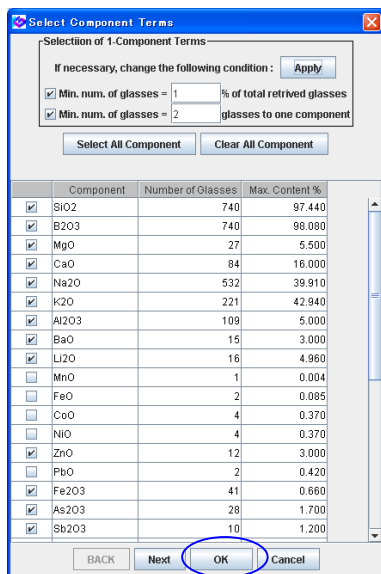 Select Component Terms
Selectiion of 1-Component Terms
If necessary, change the following condition : Apply
Min. num. of glasses = 1 % of total retrived glasses
Min. num. of glasses = 2 glasses to one component
Select All Component Clear All Component
Component Number of Glasses Max. Content %
SiO2 740 97.440
B2O3 740 98.080
MgO 27 5.500
CaO 84 16.000
Na2O 532 39.910
K2O 221 42.940
Al2O3 109 5.000
BaO 15 3.000
Li2O 16 4.960
MnO 1 0.004
FeO 2 0.085
CoO 4 0.370
NiO 4 0.370
ZnO 12 3.000
PbO 2 0.420
Fe2O3 41 0.660
As2O3 28 1.700
Sb2O3 10 1.200
BACK Next OK Cancel